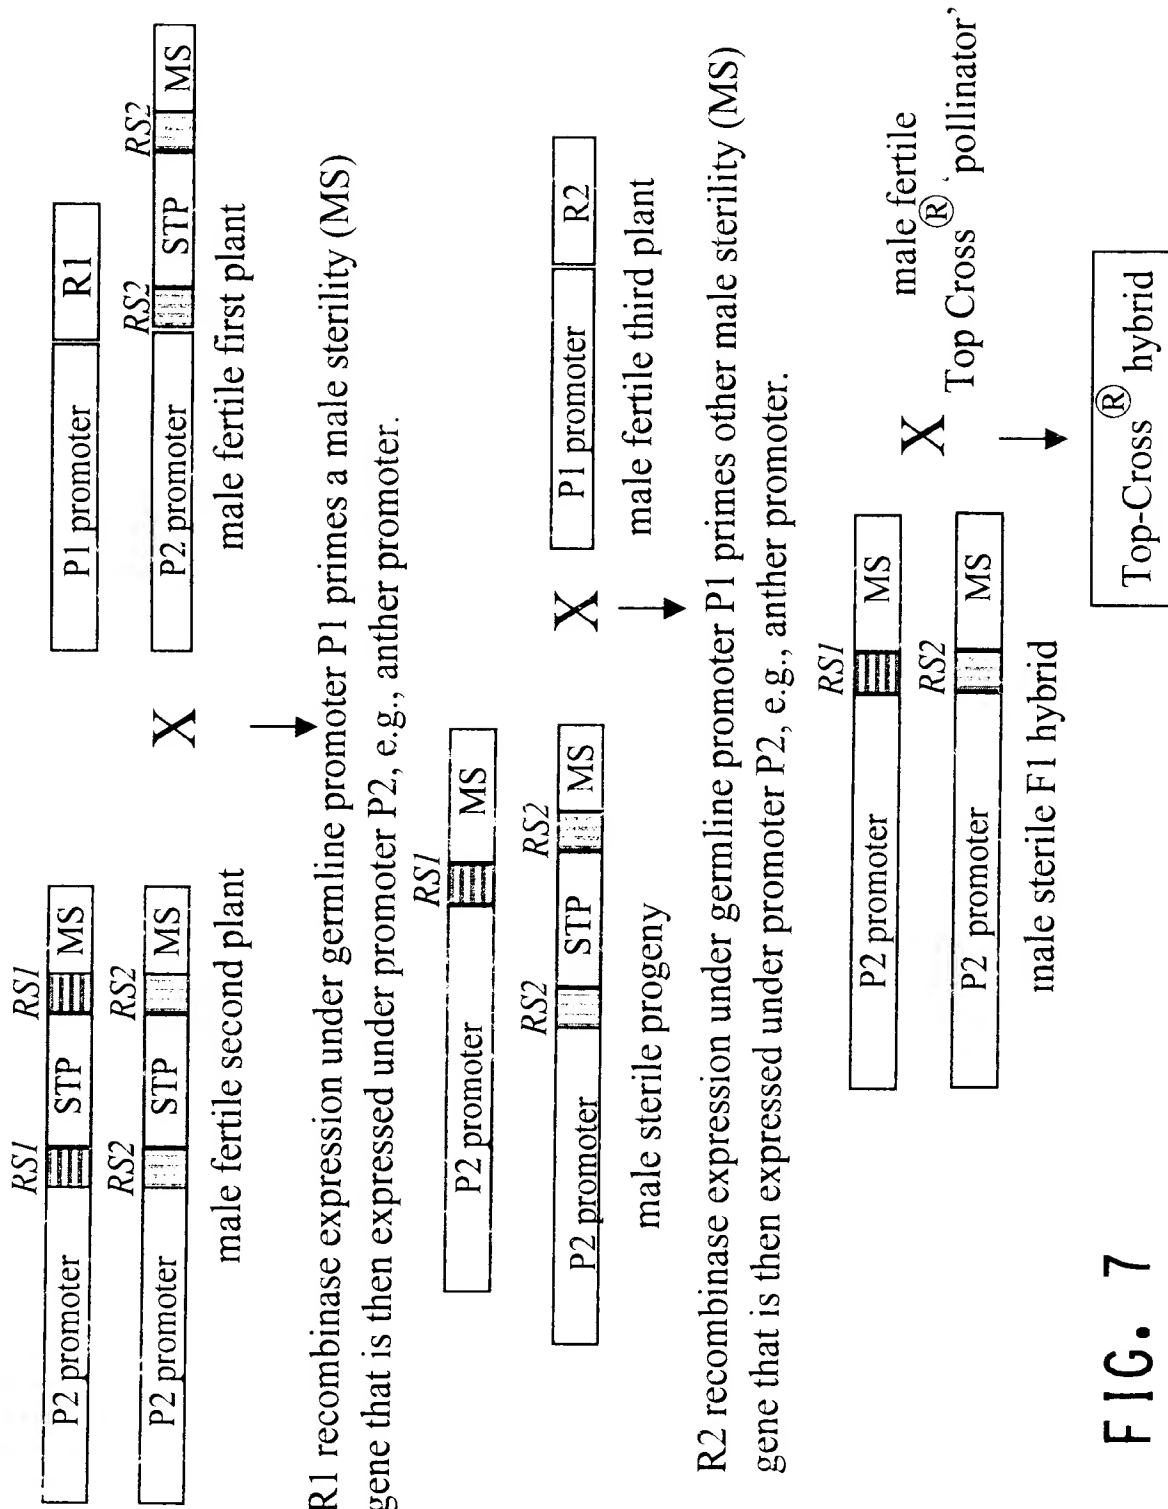 RS1 RS1
P2 promoter STP MS
RS2 RS2
P2 promoter STP MS
male fertile second plant
X
P1 promoter R1
RS2 RS2
P2 promoter STP MS
male fertile first plant
R1 recombinase expression under germline promoter P1 primes a male sterility (MS)
gene that is then expressed under promoter P2, e.g., anther promoter.
RS1
P2 promoter MS
RS2 RS2
P2 promoter STP MS
male sterile progeny
X
P1 promoter R2
male fertile third plant
R2 recombinase expression under germline promoter P1 primes other male sterility (MS)
gene that is then expressed under promoter P2, e.g., anther promoter.
RS1
P2 promoter MS
RS2
P2 promoter MS
male sterile F1 hybrid
X
male fertile
Top Cross® ‘pollinator’
Top-Cross® hybrid
FIG. 7